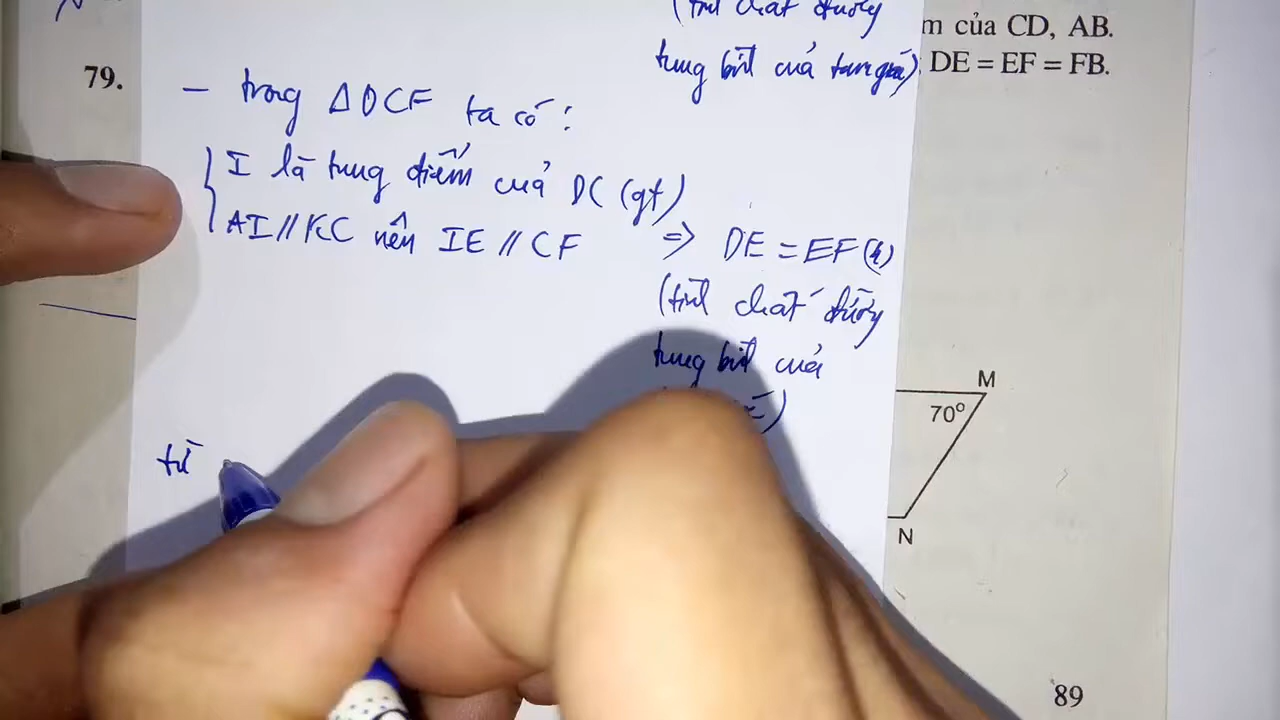 (tính chất đường
trung bình của tam giác)
m của CD, AB.
DE = EF = FB.
79.
– trong ΔDCF ta có:
I là trung điểm của DC (gt)
AI // KC nên IE // CF => DE = EF
(tính chất đường
trung bình của
từ
M
70°
N
89